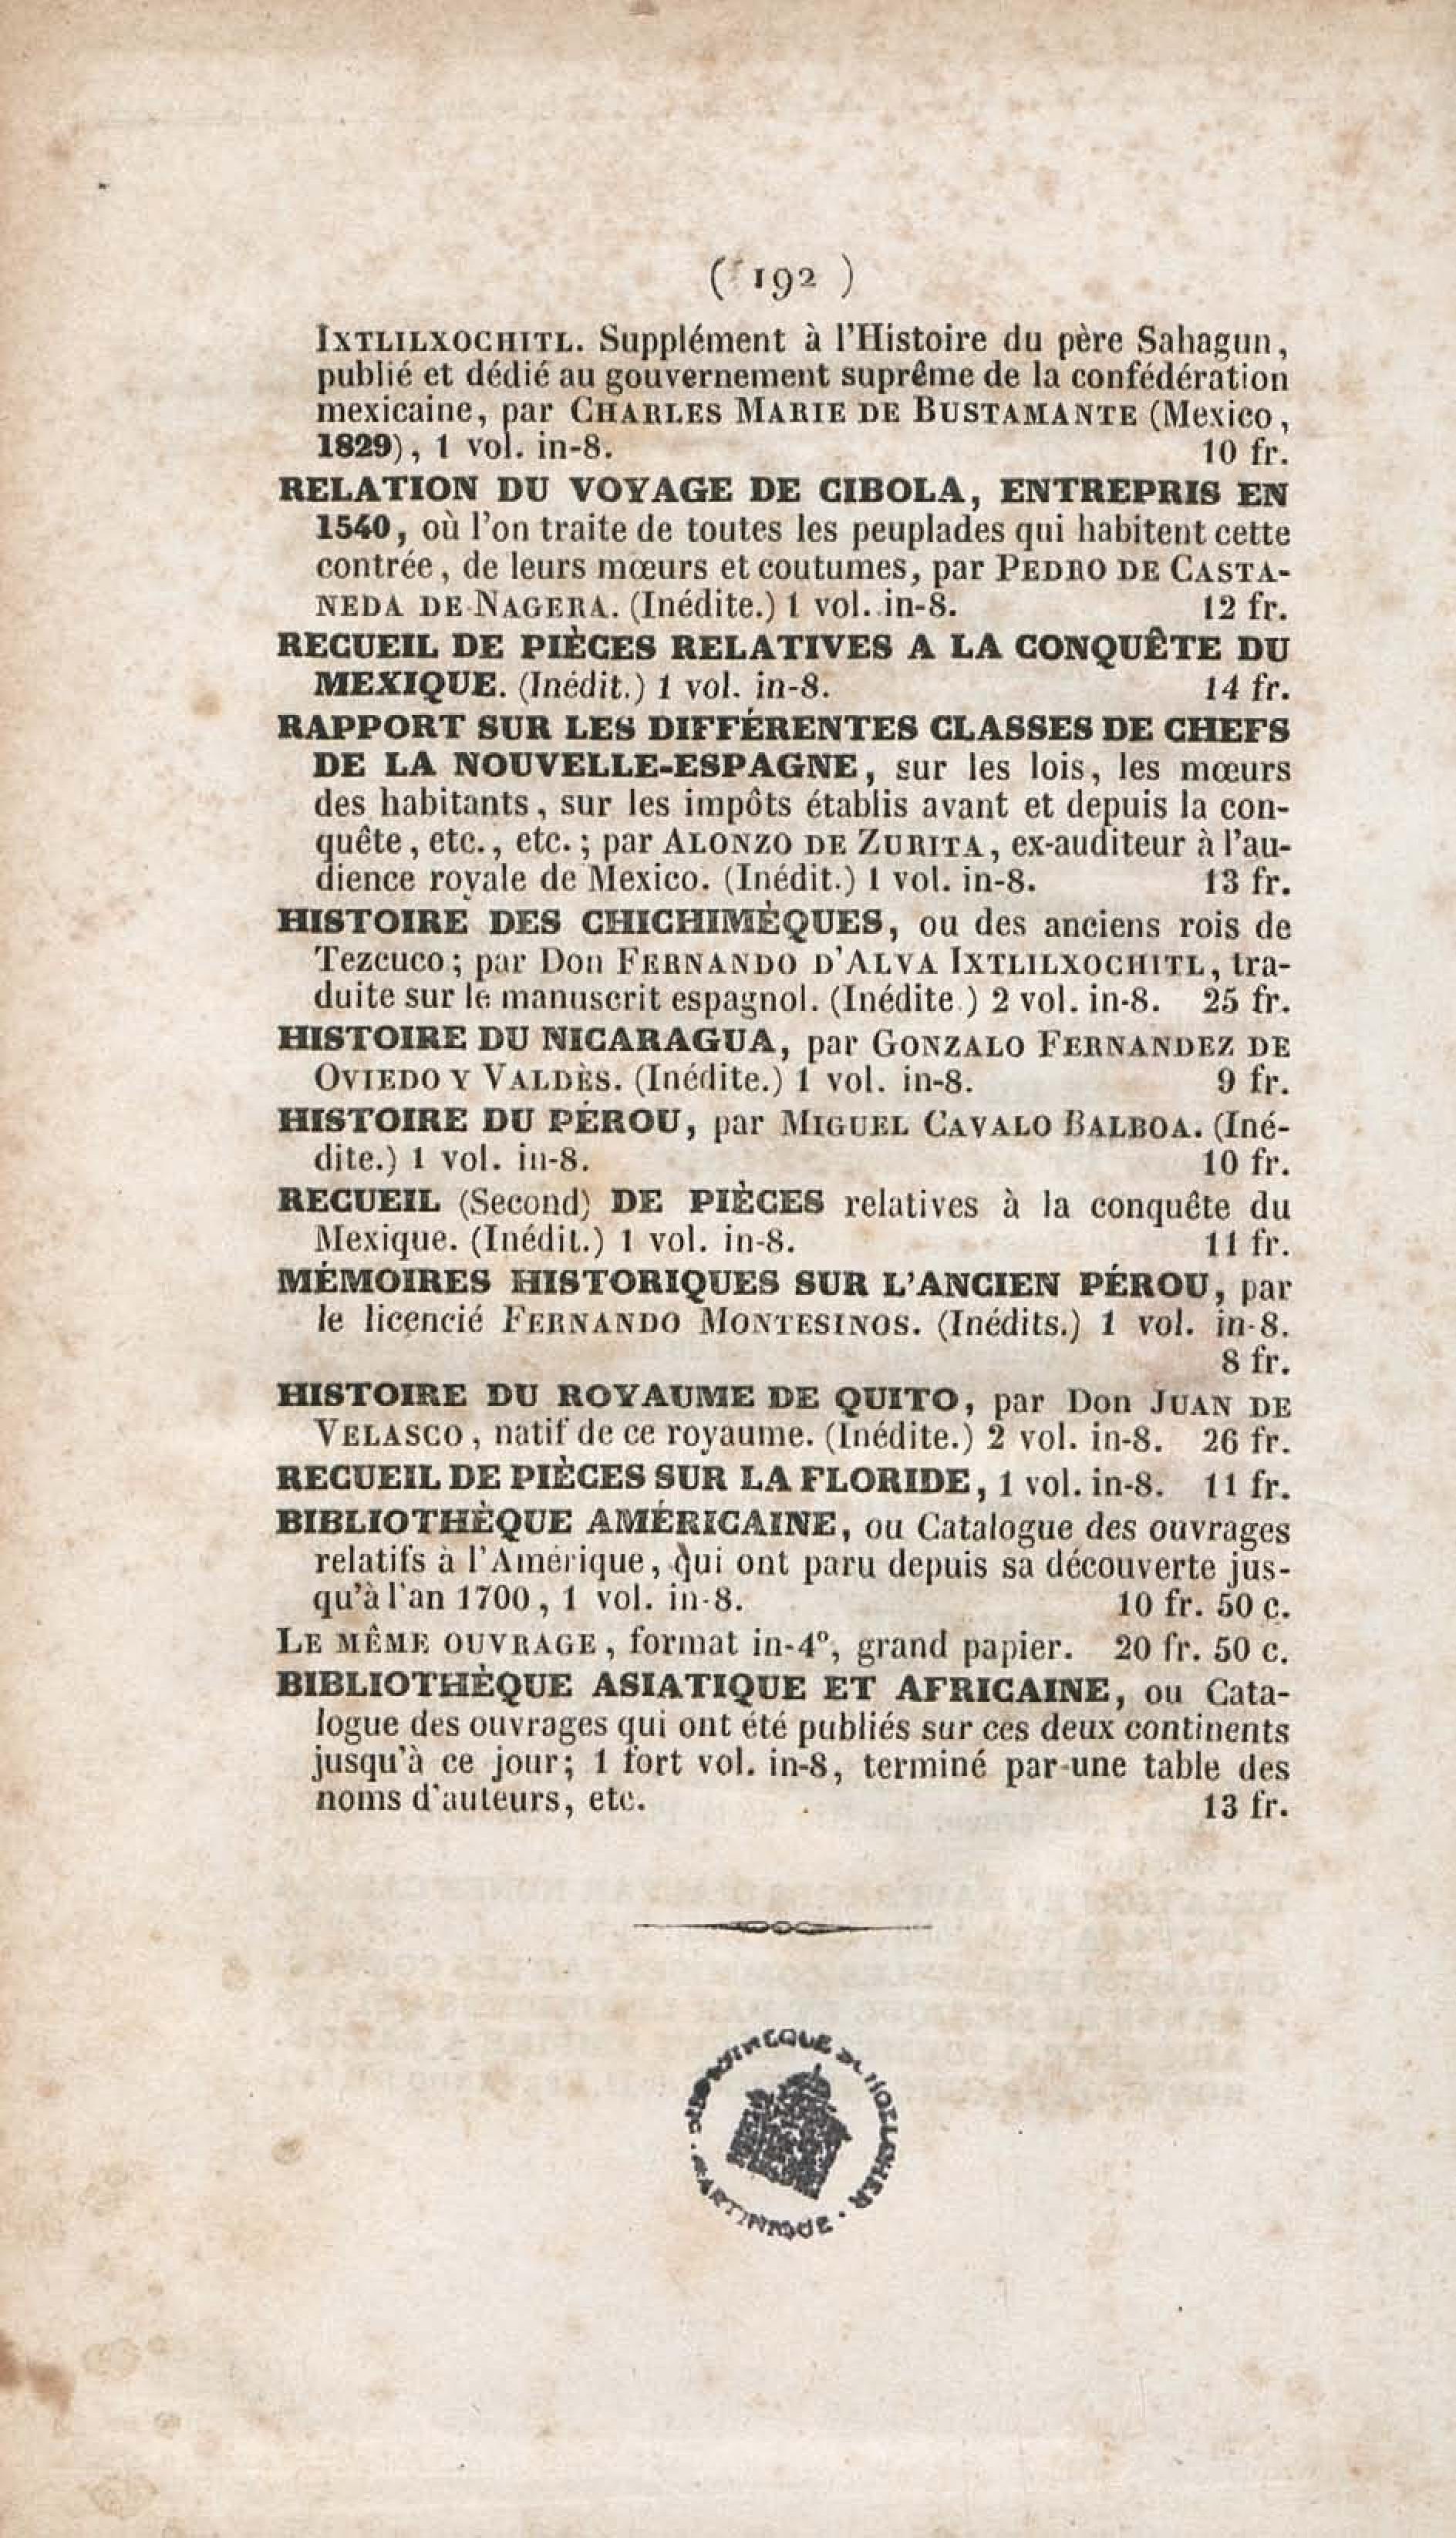 ( 192 )
IXTLILXOCHITL. Supplément à l'Histoire du père Sahagun,
publié et dédié au gouvernement suprême de la confédération
mexicaine, par CHARLES MARIE DE BUSTAMANTE (Mexico,
1829), 1 vol. in-8. 10 fr.
RELATION DU VOYAGE DE CIBOLA, ENTREPRIS EN
1540, où l'on traite de toutes les peuplades qui habitent cette
contrée, de leurs mœurs et coutumes, par PEDRO DE CASTA-
NEDA DE NAGERA. (Inédite.) 1 vol. in-8. 12 fr.
RECUEIL DE PIÈCES RELATIVES A LA CONQUÊTE DU
MEXIQUE. (Inédit.) 1 vol. in-8. 14 fr.
RAPPORT SUR LES DIFFÉRENTES CLASSES DE CHEFS
DE LA NOUVELLE-ESPAGNE, sur les lois, les mœurs
des habitants, sur les impôts établis avant et depuis la con-
quête, etc., etc.; par ALONZO DE ZURITA, ex-auditeur à l'au-
dience royale de Mexico. (Inédit.) 1 vol. in-8. 13 fr.
HISTOIRE DES CHICHIMÈQUES, ou des anciens rois de
Tezcuco; par Don FERNANDO D'ALVA IXTLILXOCHITL, tra-
duite sur le manuscrit espagnol. (Inédite.) 2 vol. in-8. 25 fr.
HISTOIRE DU NICARAGUA, par GONZALO FERNANDEZ DE
OVIEDO Y VALDÈS. (Inédite.) 1 vol. in-8. 9 fr.
HISTOIRE DU PÉROU, par MIGUEL CAVALO BALBOA. (Iné-
dite.) 1 vol. in-8. 10 fr.
RECUEIL (Second) DE PIÈCES relatives à la conquête du
Mexique. (Inédit.) 1 vol. in-8. 11 fr.
MÉMOIRES HISTORIQUES SUR L'ANCIEN PÉROU, par
le licencié FERNANDO MONTESINOS. (Inédits.) 1 vol. in-8.
8 fr.
HISTOIRE DU ROYAUME DE QUITO, par Don JUAN DE
VELASCO, natif de ce royaume. (Inédite.) 2 vol. in-8. 26 fr.
RECUEIL DE PIÈCES SUR LA FLORIDE, 1 vol. in-8. 11 fr.
BIBLIOTHÈQUE AMÉRICAINE, ou Catalogue des ouvrages
relatifs à l'Amérique, qui ont paru depuis sa découverte jus-
qu'à l'an 1700, 1 vol. in-8. 10 fr. 50 c.
LE MÊME OUVRAGE, format in-4°, grand papier. 20 fr. 50 c.
BIBLIOTHÈQUE ASIATIQUE ET AFRICAINE, ou Cata-
logue des ouvrages qui ont été publiés sur ces deux continents
jusqu'à ce jour; 1 fort vol. in-8, terminé par une table des
noms d'auteurs, etc. 13 fr.
MARTINIQUE